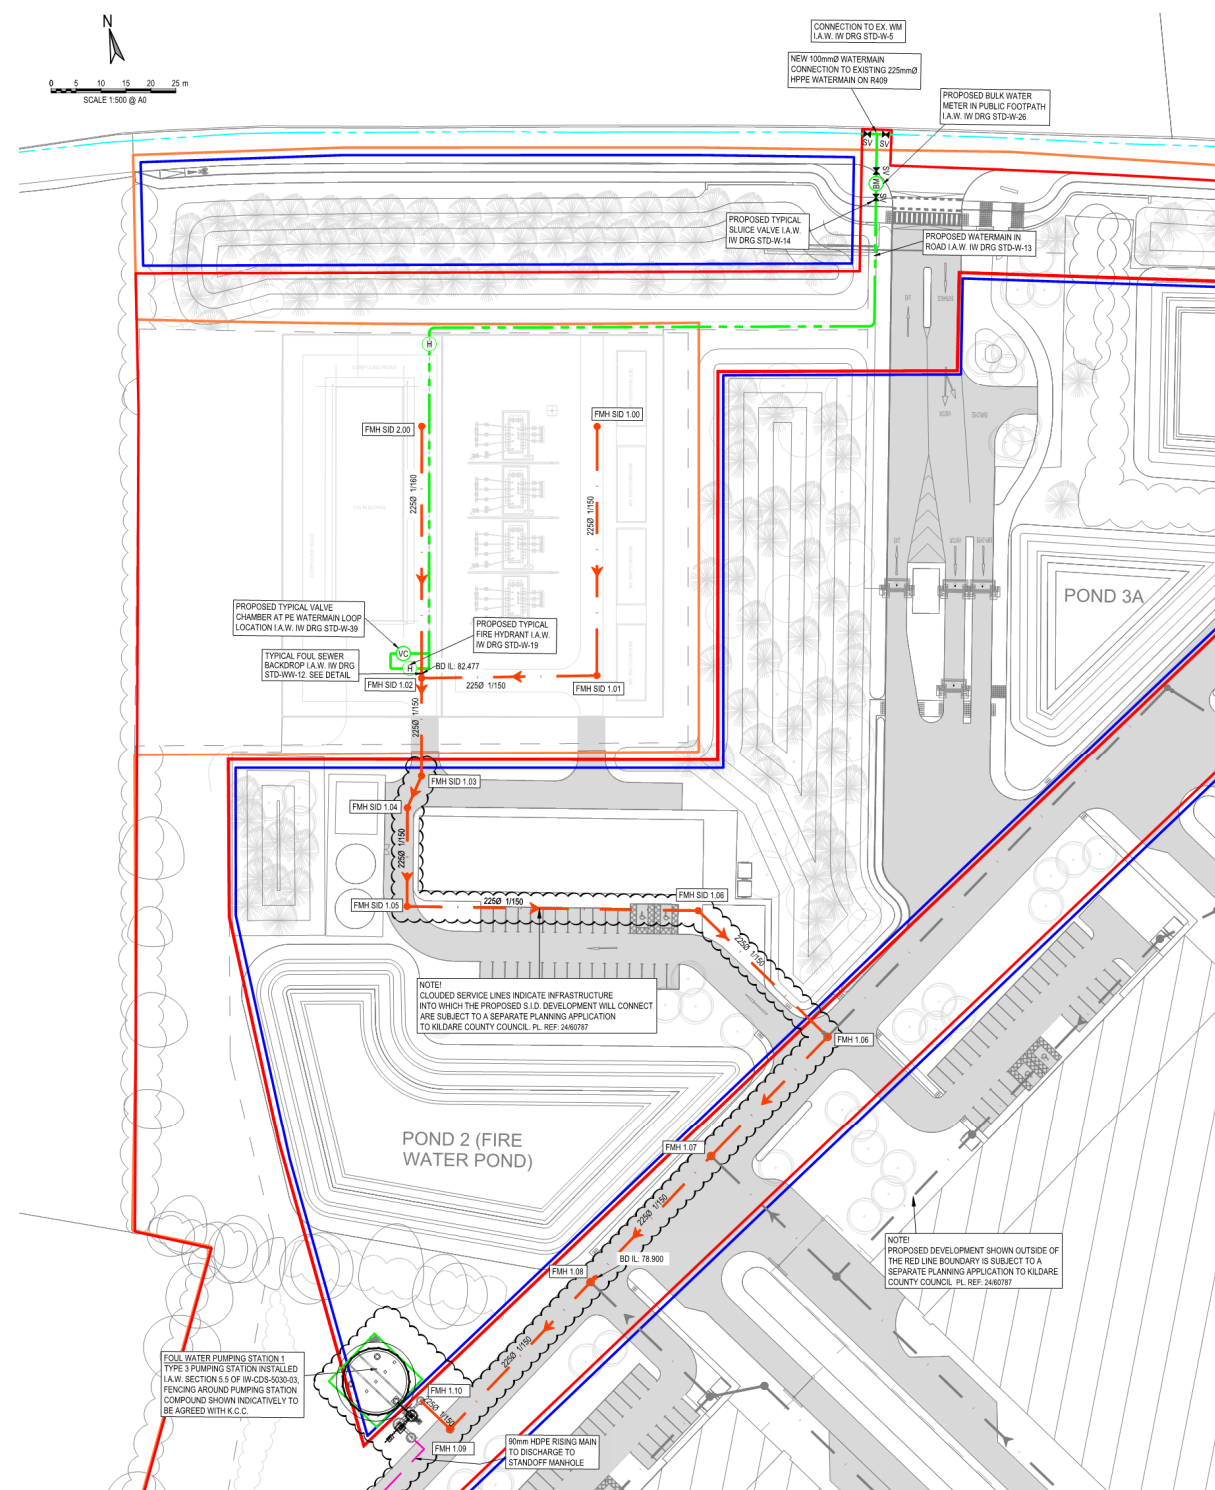 N
0 5 10 15 20 25 m
SCALE 1:500 @ A0
CONNECTION TO EX. WM
I.A.W. IW DRG STD-W-5
NEW 100mmØ WATERMAIN
CONNECTION TO EXISTING 225mmØ
HPPE WATERMAIN ON R409
PROPOSED BULK WATER
METER IN PUBLIC FOOTPATH
I.A.W. IW DRG STD-W-26
SV
SV
SV
BM
SV
PROPOSED TYPICAL
SLUICE VALVE I.A.W.
IW DRG STD-W-14
PROPOSED WATERMAIN IN
ROAD I.A.W. IW DRG STD-W-13
H
COMPOUND ROAD
EXIT
FMH SID 1.00
FMH SID 2.00
225Ø 1/160
225Ø 1/150
GIS BUILDING
EXIT
POND 3A
PROPOSED TYPICAL VALVE
CHAMBER AT PE WATERMAIN LOOP
LOCATION I.A.W. IW DRG STD-W-39
PROPOSED TYPICAL
FIRE HYDRANT I.A.W.
IW DRG STD-W-19
VC
H
TYPICAL FOUL SEWER
BACKDROP I.A.W. IW DRG
STD-WW-12. SEE DETAIL
BD IL: 82.477
FMH SID 1.02
225Ø 1/150
FMH SID 1.01
225Ø 1/150
FMH SID 1.03
FMH SID 1.04
225Ø 1/150
FMH SID 1.05
225Ø 1/150
FMH SID 1.06
225Ø 1/150
NOTE!
CLOUDED SERVICE LINES INDICATE INFRASTRUCTURE
INTO WHICH THE PROPOSED S.I.D. DEVELOPMENT WILL CONNECT
ARE SUBJECT TO A SEPARATE PLANNING APPLICATION
TO KILDARE COUNTY COUNCIL. PL. REF: 24/60787
FMH 1.06
POND 2 (FIRE
WATER POND)
FMH 1.07
225Ø 1/150
BD IL: 78.900
FMH 1.08
NOTE!
PROPOSED DEVELOPMENT SHOWN OUTSIDE OF
THE RED LINE BOUNDARY IS SUBJECT TO A
SEPARATE PLANNING APPLICATION TO KILDARE
COUNTY COUNCIL PL. REF: 24/60787
225Ø 1/150
FOUL WATER PUMPING STATION 1
TYPE 3 PUMPING STATION INSTALLED
I.A.W. SECTION 5.5 OF IW-CDS-5030-03,
FENCING AROUND PUMPING STATION
COMPOUND SHOWN INDICATIVELY TO
BE AGREED WITH K.C.C.
FMH 1.10
225Ø 1/150
FMH 1.09
90mm HDPE RISING MAIN
TO DISCHARGE TO
STANDOFF MANHOLE